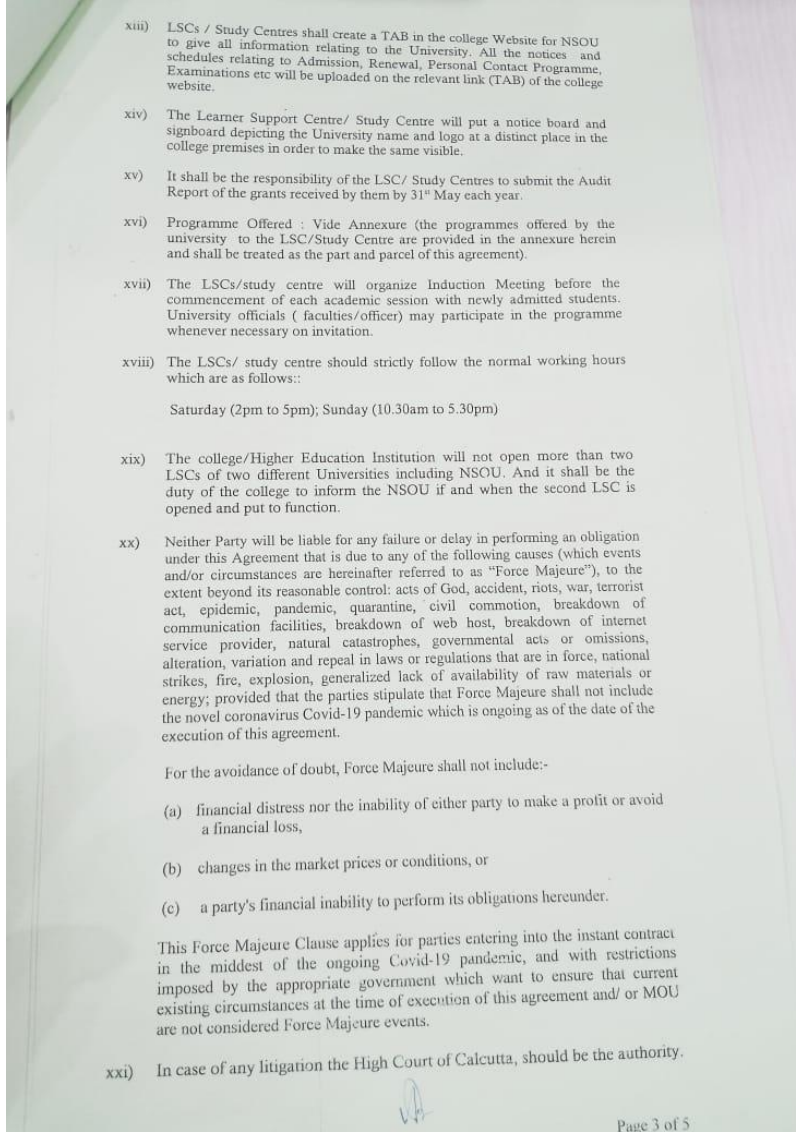 xiii) LSCs / Study Centres shall create a TAB in the college Website for NSOU
to give all information relating to the University. All the notices and
schedules relating to Admission, Renewal, Personal Contact Programme,
Examinations etc will be uploaded on the relevant link (TAB) of the college
website.
xiv) The Learner Support Centre/ Study Centre will put a notice board and
signboard depicting the University name and logo at a distinct place in the
college premises in order to make the same visible.
xv) It shall be the responsibility of the LSC/ Study Centres to submit the Audit
Report of the grants received by them by 31st May each year.
xvi) Programme Offered : Vide Annexure (the programmes offered by the
university to the LSC/Study Centre are provided in the annexure herein
and shall be treated as the part and parcel of this agreement).
xvii) The LSCs/study centre will organize Induction Meeting before the
commencement of each academic session with newly admitted students.
University officials ( faculties/officer) may participate in the programme
whenever necessary on invitation.
xviii) The LSCs/ study centre should strictly follow the normal working hours
which are as follows::
Saturday (2pm to 5pm); Sunday (10.30am to 5.30pm)
xix) The college/Higher Education Institution will not open more than two
LSCs of two different Universities including NSOU. And it shall be the
duty of the college to inform the NSOU if and when the second LSC is
opened and put to function.
xx) Neither Party will be liable for any failure or delay in performing an obligation
under this Agreement that is due to any of the following causes (which events
and/or circumstances are hereinafter referred to as “Force Majeure”), to the
extent beyond its reasonable control: acts of God, accident, riots, war, terrorist
act, epidemic, pandemic, quarantine, civil commotion, breakdown of
communication facilities, breakdown of web host, breakdown of internet
service provider, natural catastrophes, governmental acts or omissions,
alteration, variation and repeal in laws or regulations that are in force, national
strikes, fire, explosion, generalized lack of availability of raw materials or
energy; provided that the parties stipulate that Force Majeure shall not include
the novel coronavirus Covid-19 pandemic which is ongoing as of the date of the
execution of this agreement.
For the avoidance of doubt, Force Majeure shall not include:-
(a) financial distress nor the inability of either party to make a profit or avoid
a financial loss,
(b) changes in the market prices or conditions, or
(c) a party's financial inability to perform its obligations hereunder.
This Force Majeure Clause applies for parties entering into the instant contract
in the middest of the ongoing Covid-19 pandemic, and with restrictions
imposed by the appropriate government which want to ensure that current
existing circumstances at the time of execution of this agreement and/ or MOU
are not considered Force Majeure events.
xxi) In case of any litigation the High Court of Calcutta, should be the authority.
Page 3 of 5